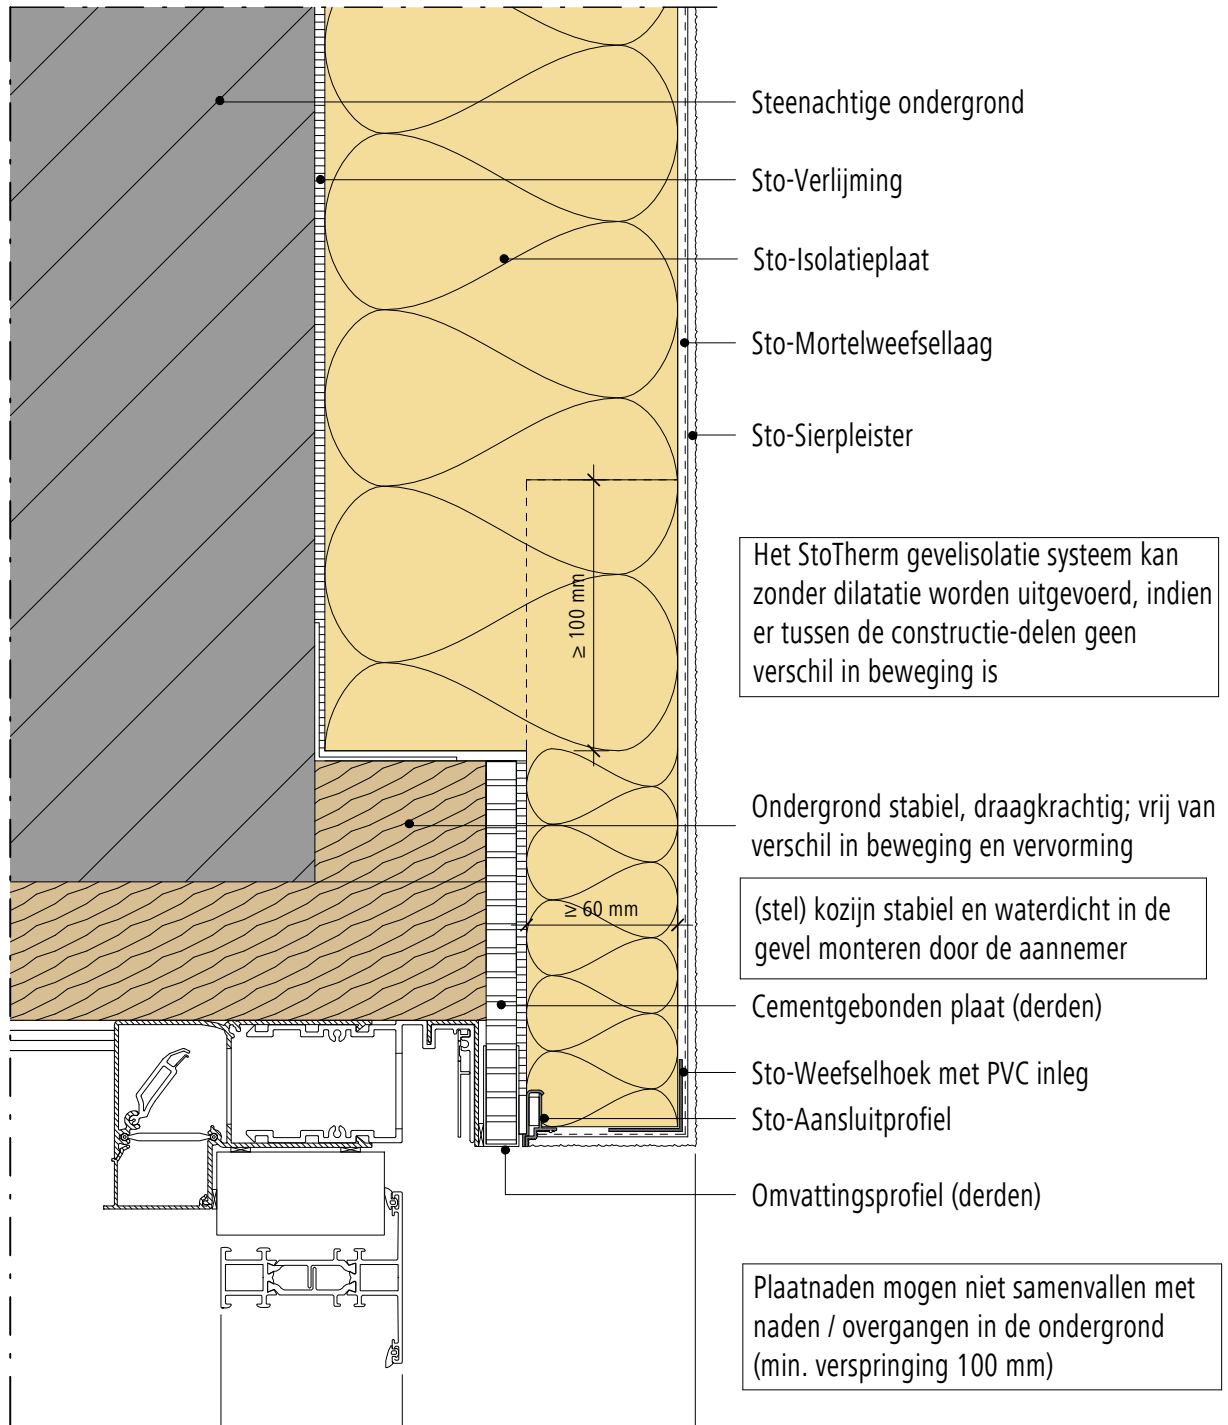 Steenachtige ondergrond
Sto-Verlijming
Sto-Isolatieplaat
Sto-Mortelweefsellaag
Sto-Sierpleister
≥ 100 mm
Het StoTherm gevelisolatie systeem kan
zonder dilatatie worden uitgevoerd, indien
er tussen de constructie-delen geen
verschil in beweging is
Ondergrond stabiel, draagkrachtig; vrij van
verschil in beweging en vervorming
≥ 60 mm
(stel) kozijn stabiel en waterdicht in de
gevel monteren door de aannemer
Cementgebonden plaat (derden)
Sto-Weefselhoek met PVC inleg
Sto-Aansluitprofiel
Omvattingsprofiel (derden)
Plaatnaden mogen niet samenvallen met
naden / overgangen in de ondergrond
(min. verspringing 100 mm)